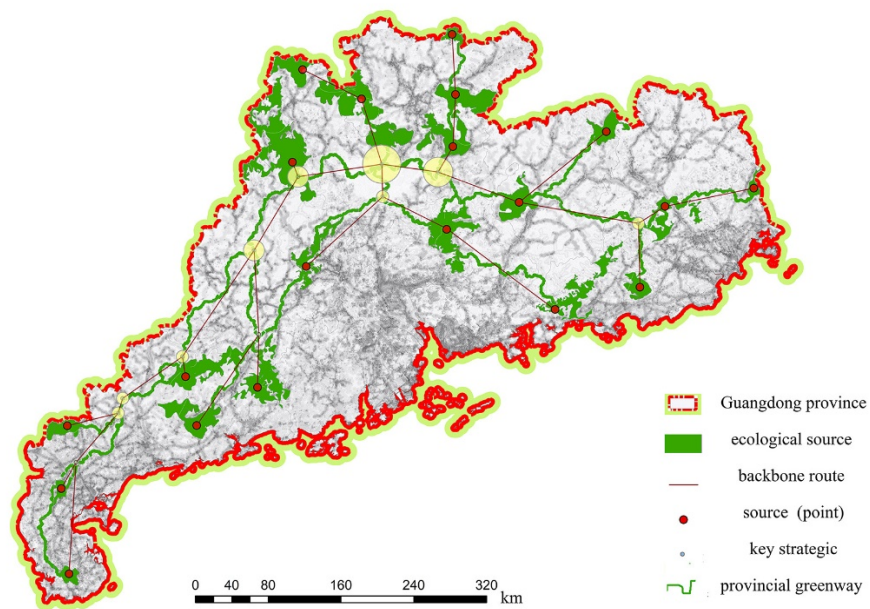 Guangdong province
ecological source
backbone route
source (point)
key strategic
provincial greenway
0 20 40 80 160 240 320 km